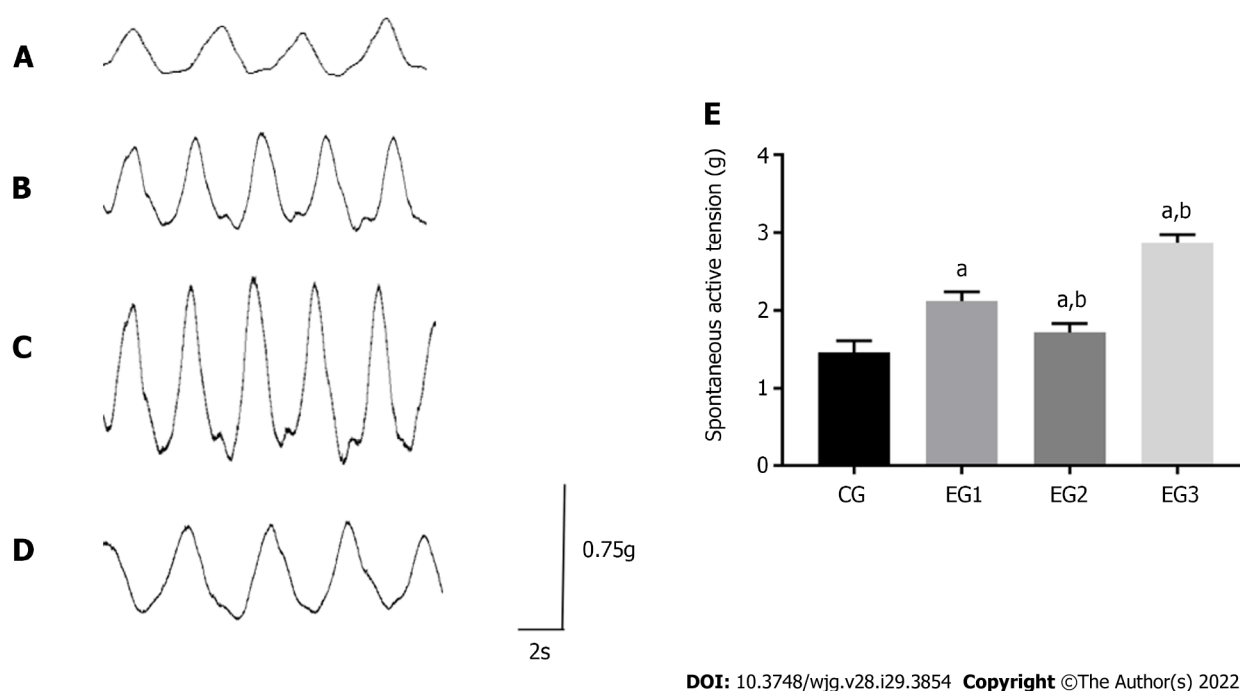 A
B
C
D
0.75g
2s
E
Spontaneous active tension (g)
4
3
2
1
0
a
a,b
a,b
CG
EG1
EG2
EG3
DOI: 10.3748/wjg.v28.i29.3854 Copyright ©The Author(s) 2022